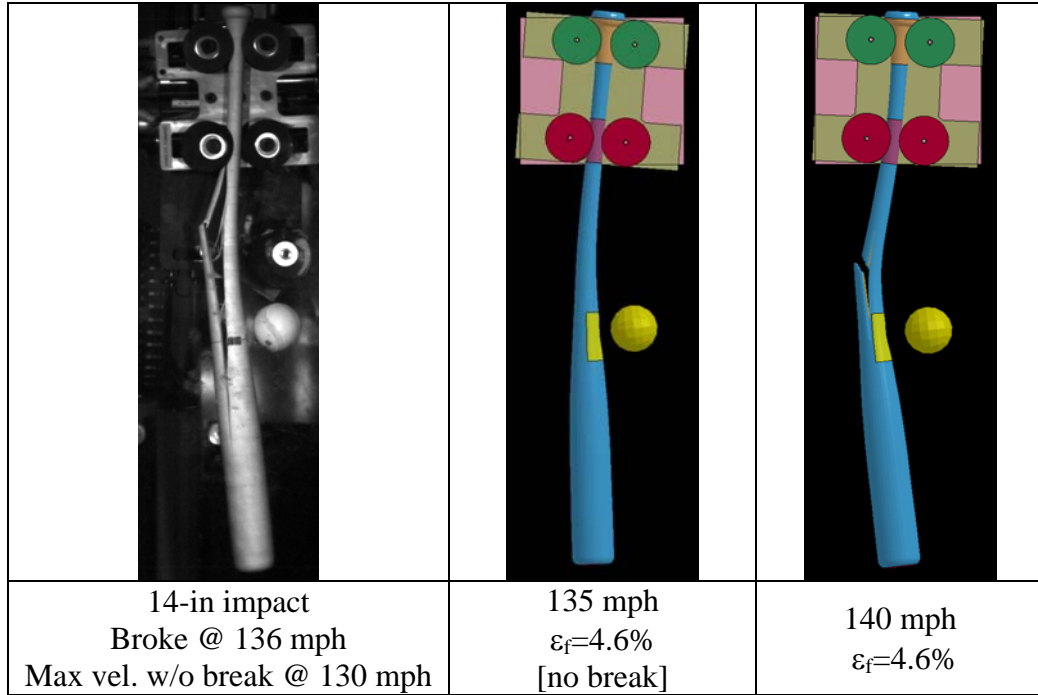 14-in impact
Broke @ 136 mph
Max vel. w/o break @ 130 mph
135 mph
εf=4.6%
[no break]
140 mph
εf=4.6%